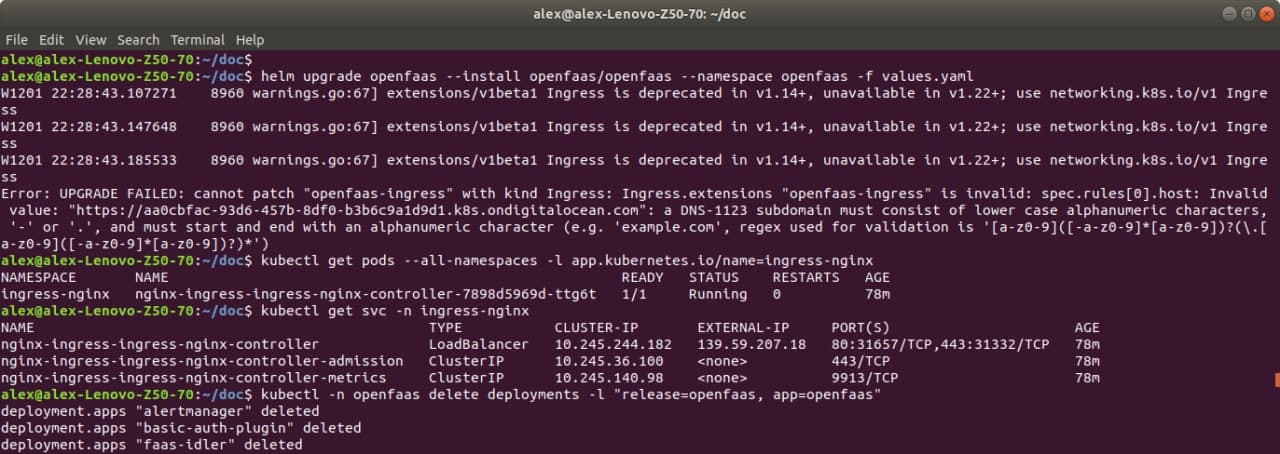 alex@alex-Lenovo-Z50-70: ~/doc
File Edit View Search Terminal Help
alex@alex-Lenovo-Z50-70:~/doc$
alex@alex-Lenovo-Z50-70:~/doc$ helm upgrade openfaas --install openfaas/openfaas --namespace openfaas -f values.yaml
W1201 22:28:43.107271    8960 warnings.go:67] extensions/v1beta1 Ingress is deprecated in v1.14+, unavailable in v1.22+; use networking.k8s.io/v1 Ingre
ss
W1201 22:28:43.147648    8960 warnings.go:67] extensions/v1beta1 Ingress is deprecated in v1.14+, unavailable in v1.22+; use networking.k8s.io/v1 Ingre
ss
W1201 22:28:43.185533    8960 warnings.go:67] extensions/v1beta1 Ingress is deprecated in v1.14+, unavailable in v1.22+; use networking.k8s.io/v1 Ingre
ss
Error: UPGRADE FAILED: cannot patch "openfaas-ingress" with kind Ingress: Ingress.extensions "openfaas-ingress" is invalid: spec.rules[0].host: Invalid
 value: "https://aa0cbfac-93d6-457b-8df0-b3b6c9a1d9d1.k8s.ondigitalocean.com": a DNS-1123 subdomain must consist of lower case alphanumeric characters,
 '-' or '.', and must start and end with an alphanumeric character (e.g. 'example.com', regex used for validation is '[a-z0-9]([-a-z0-9]*[a-z0-9])?(\.[
a-z0-9]([-a-z0-9]*[a-z0-9])?)*')
alex@alex-Lenovo-Z50-70:~/doc$ kubectl get pods --all-namespaces -l app.kubernetes.io/name=ingress-nginx
NAMESPACE       NAME                                                      READY   STATUS    RESTARTS   AGE
ingress-nginx   nginx-ingress-ingress-nginx-controller-7898d5969d-ttg6t   1/1     Running   0          78m
alex@alex-Lenovo-Z50-70:~/doc$ kubectl get svc -n ingress-nginx
NAME                                               TYPE           CLUSTER-IP       EXTERNAL-IP     PORT(S)                      AGE
nginx-ingress-ingress-nginx-controller             LoadBalancer   10.245.244.182   139.59.207.18   80:31657/TCP,443:31332/TCP   78m
nginx-ingress-ingress-nginx-controller-admission   ClusterIP      10.245.36.100    <none>          443/TCP                      78m
nginx-ingress-ingress-nginx-controller-metrics     ClusterIP      10.245.140.98    <none>          9913/TCP                     78m
alex@alex-Lenovo-Z50-70:~/doc$ kubectl -n openfaas delete deployments -l "release=openfaas, app=openfaas"
deployment.apps "alertmanager" deleted
deployment.apps "basic-auth-plugin" deleted
deployment.apps "faas-idler" deleted